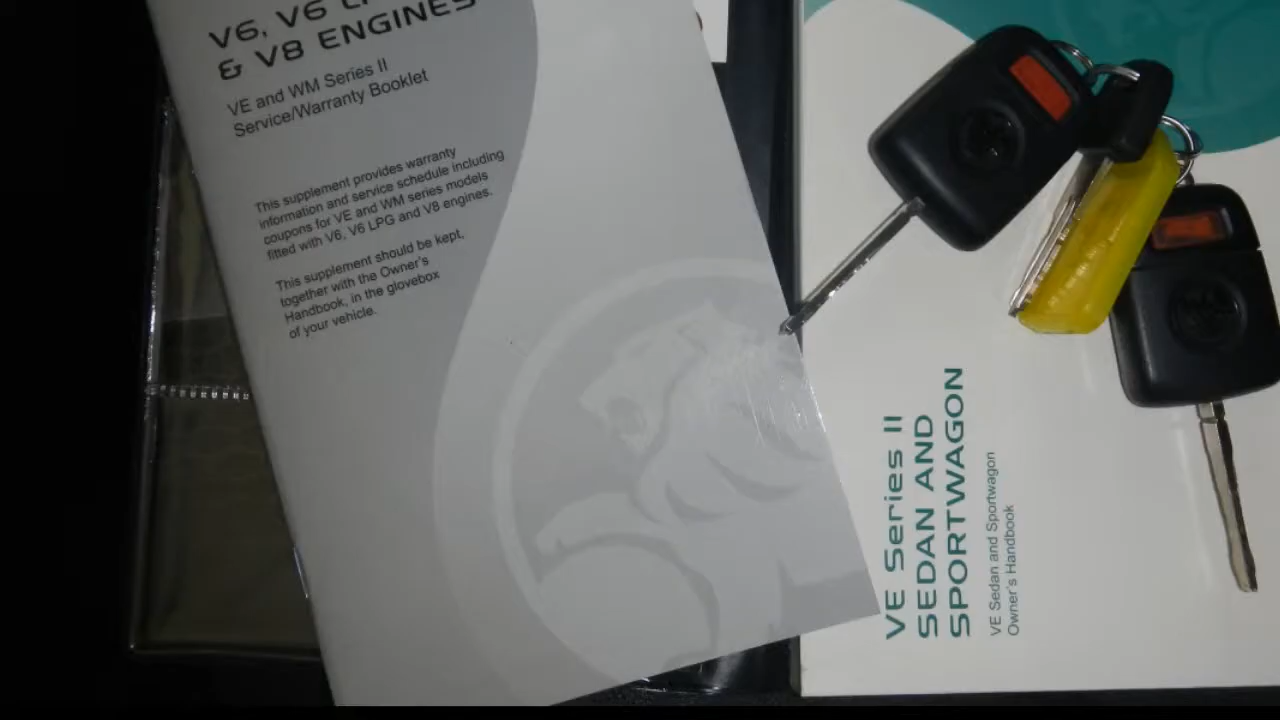 V6, V6 LP
& V8 ENGINES
VE and WM Series II
Service/Warranty Booklet
This supplement provides warranty
information and service schedule including
coupons for VE and WM series models
fitted with V6, V6 LPG and V8 engines.
This supplement should be kept,
together with the Owner's
Handbook, in the glovebox
of your vehicle.
VE Series II
SEDAN AND
SPORTWAGON
VE Sedan and Sportwagon
Owner's Handbook